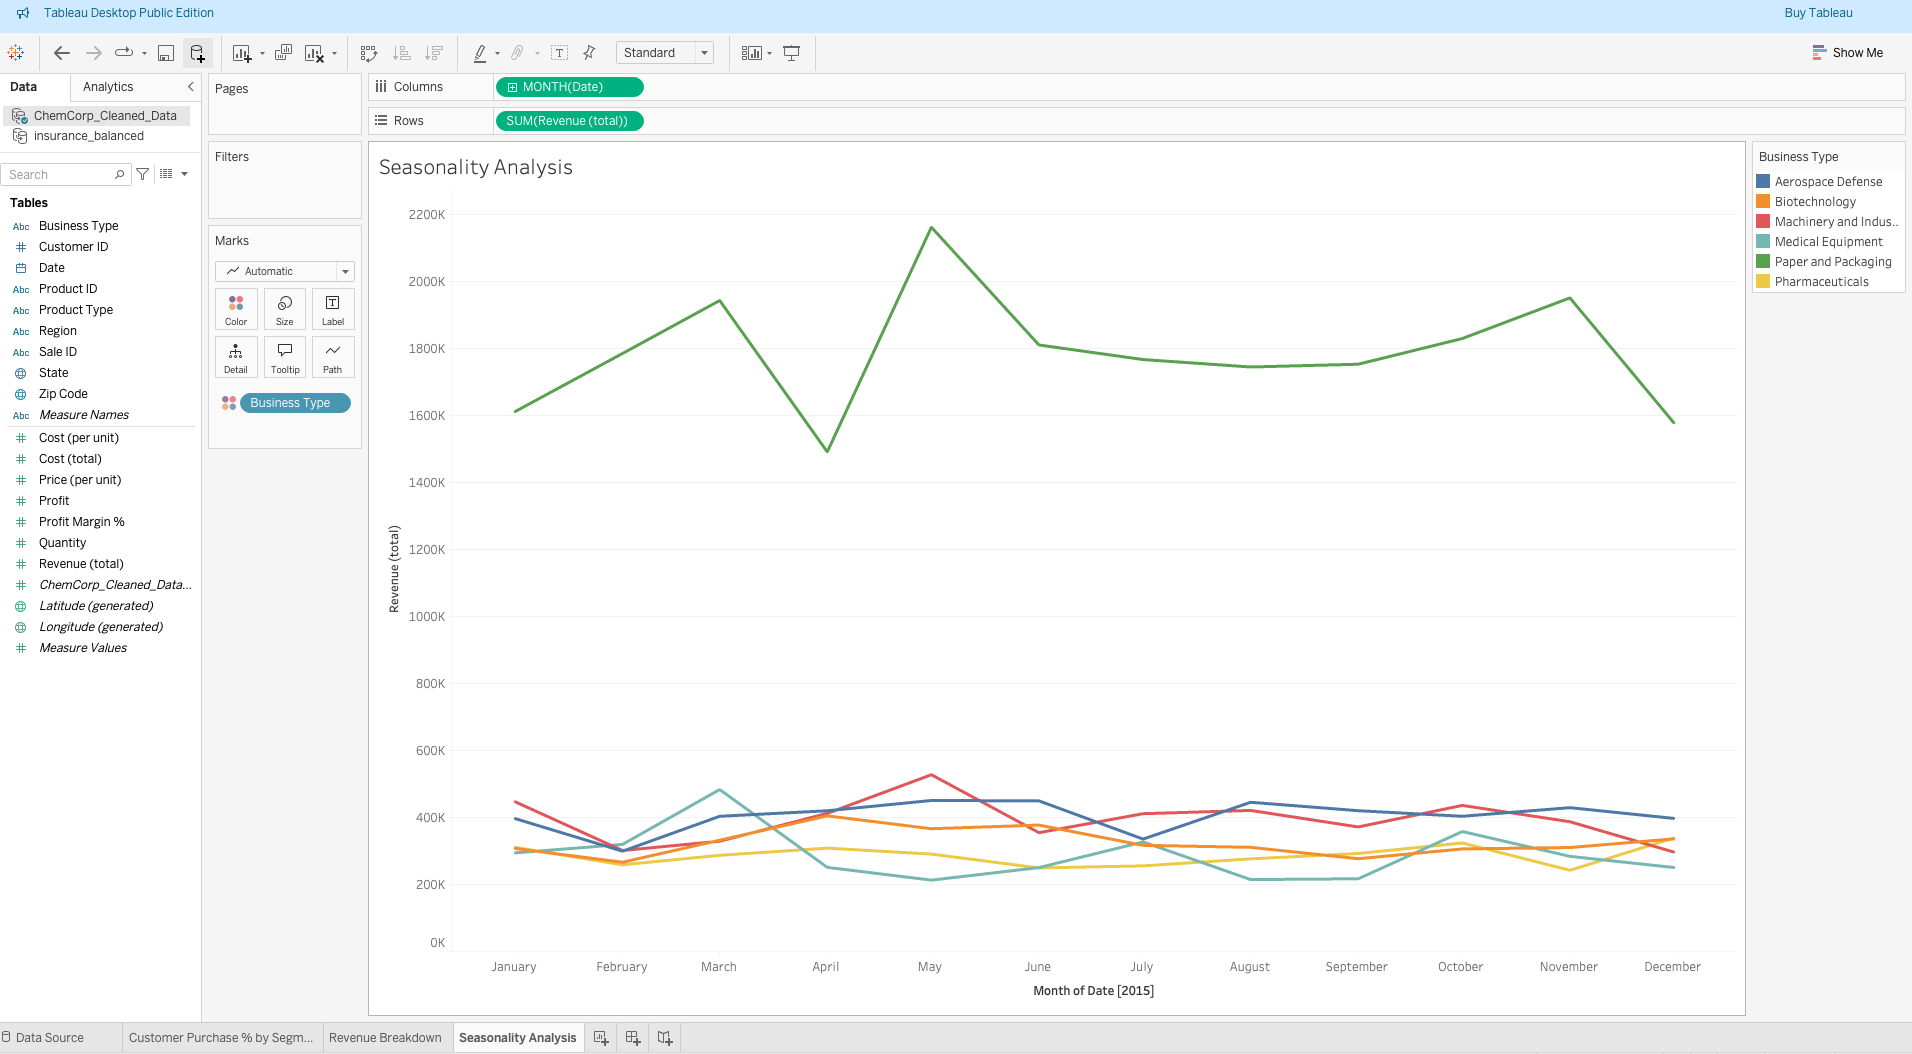 Tableau Desktop Public Edition
Buy Tableau
Standard
Show Me
Data
Analytics
ChemCorp_Cleaned_Data
insurance_balanced
Search
Tables
Abc Business Type
Customer ID
Date
Abc Product ID
Abc Product Type
Abc Region
Abc Sale ID
State
Zip Code
Abc Measure Names
Cost (per unit)
Cost (total)
Price (per unit)
Profit
Profit Margin %
Quantity
Revenue (total)
ChemCorp_Cleaned_Data...
Latitude (generated)
Longitude (generated)
Measure Values
Pages
Filters
Marks
Automatic
Color
Size
Label
Detail
Tooltip
Path
Business Type
Columns
MONTH(Date)
Rows
SUM(Revenue (total))
Seasonality Analysis
2200K
2000K
1800K
1600K
1400K
1200K
1000K
800K
600K
400K
200K
0K
Revenue (total)
January
February
March
April
May
June
July
August
September
October
November
December
Month of Date [2015]
Business Type
Aerospace Defense
Biotechnology
Machinery and Indus..
Medical Equipment
Paper and Packaging
Pharmaceuticals
Data Source
Customer Purchase % by Segm...
Revenue Breakdown
Seasonality Analysis